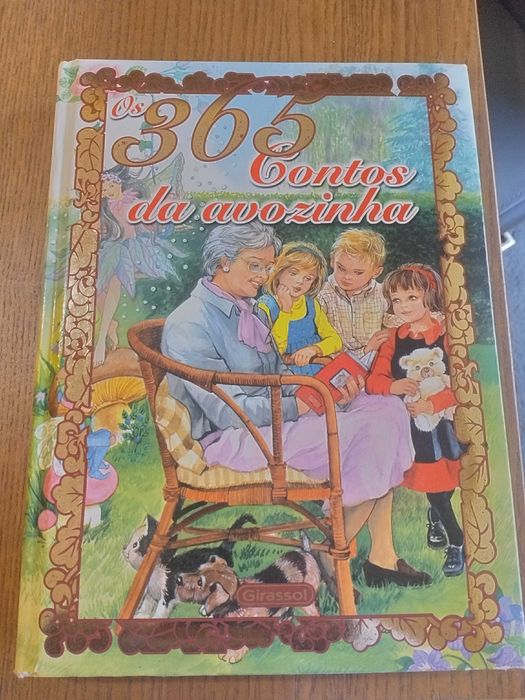 Os 365
Contos
da avozinha
Girassol